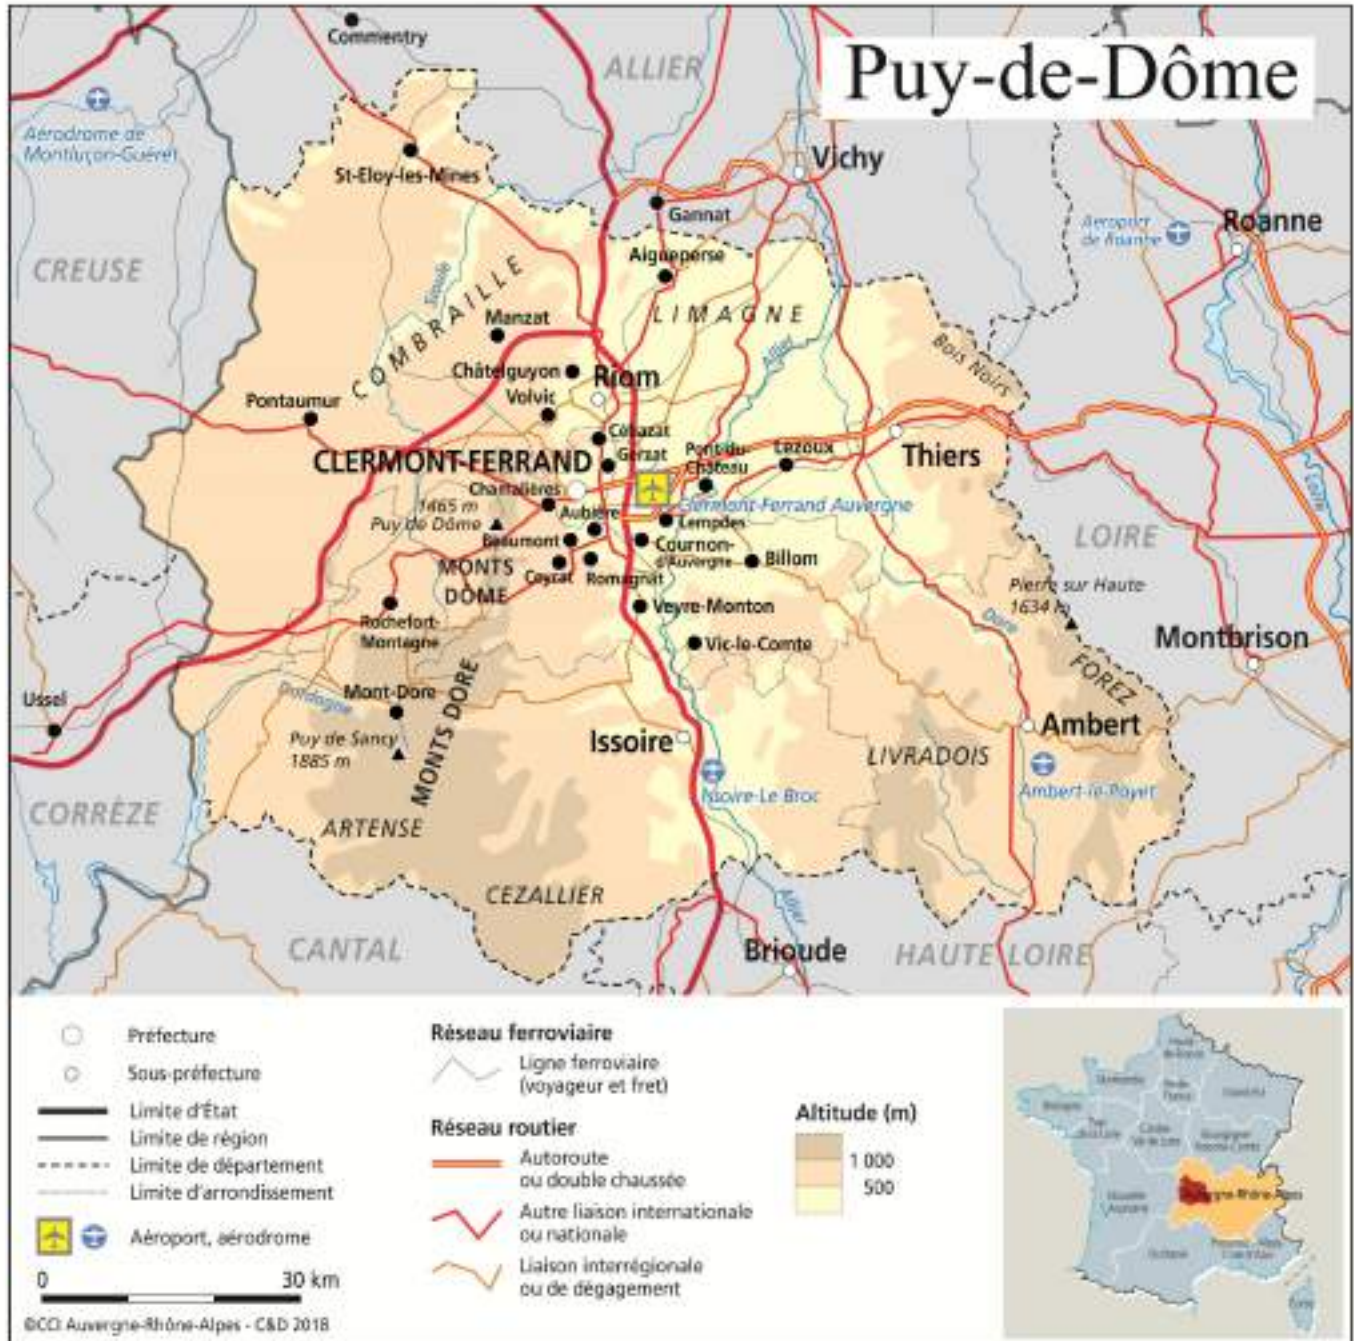 Puy-de-Dôme
Commentry
ALLIER
Aérodrome de
Montluçon-Guéret
Vichy
St-Eloy-les-Mines
Gannat
Aéroport
de Roanne
Roanne
Aigueperse
CREUSE
Sioule
COMBRAILLE
LIMAGNE
Manzat
Allier
Bois Noirs
Châtelguyon
Riom
Volvic
Pontaumur
Cébazat
Gerzat
Pont-du-
Château
Lezoux
Thiers
CLERMONT-FERRAND
Chamalières
1465 m
Puy de Dôme
Aubière
Clermont-Ferrand Auvergne
Lempdes
Loire
LOIRE
Beaumont
Cournon-
d'Auvergne
Billom
MONTS
DÔME
Ceyrat
Romagnat
Pierre sur Haute
1634 m
Rochefort-
Montagne
Veyre-Monton
Dore
Montbrison
Vic-le-Comte
FOREZ
Ussel
Dordogne
Mont-Dore
MONTS DORE
Puy de Sancy
1885 m
Issoire
Ambert
LIVRADOIS
Issoire-Le Broc
Ambert-le-Poyet
CORRÈZE
ARTENSE
CEZALLIER
Allier
CANTAL
Brioude
HAUTE LOIRE
Préfecture
Sous-préfecture
Limite d'État
Limite de région
Limite de département
Limite d'arrondissement
Aéroport, aérodrome
0 30 km
©CCI Auvergne-Rhône-Alpes - C&D 2018
Réseau ferroviaire
Ligne ferroviaire
(voyageur et fret)
Réseau routier
Autoroute
ou double chaussée
Autre liaison internationale
ou nationale
Liaison interrégionale
ou de dégagement
Altitude (m)
1 000
500
Bretagne
Occitanie